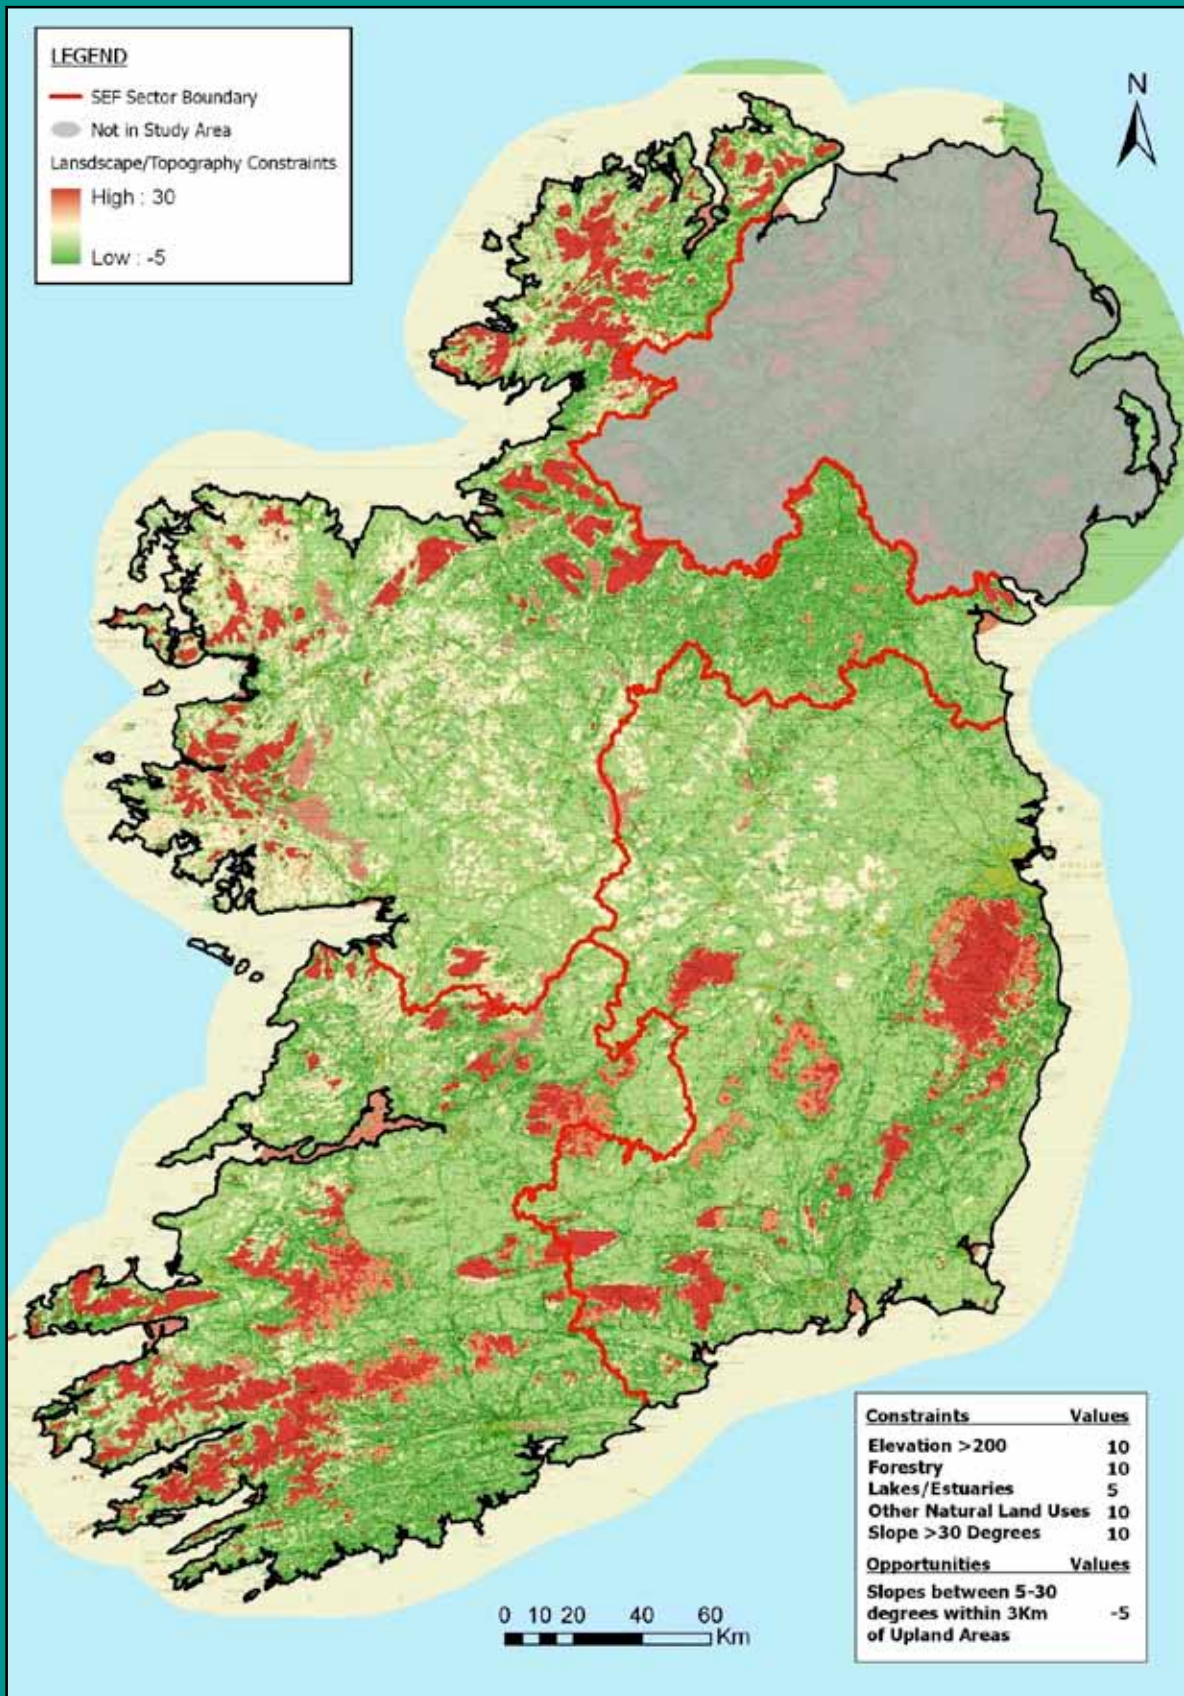 LEGEND
SEF Sector Boundary
Not in Study Area
Lansdscape/Topography Constraints
High : 30
Low : -5
N
Constraints Values
Elevation >200 10
Forestry 10
Lakes/Estuaries 5
Other Natural Land Uses 10
Slope >30 Degrees 10
Opportunities Values
Slopes between 5-30
degrees within 3Km -5
of Upland Areas
0 10 20 40 60
Km